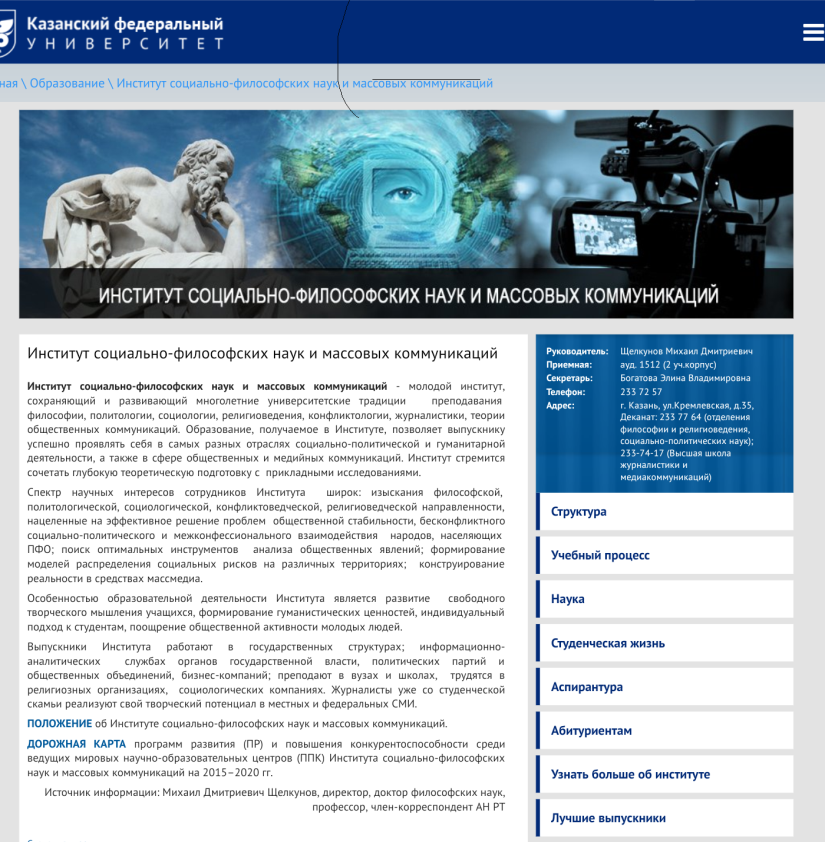 Казанский федеральный
УНИВЕРСИТЕТ
ная \ Образование \ Институт социально-философских наук и массовых коммуникаций
ИНСТИТУТ СОЦИАЛЬНО-ФИЛОСОФСКИХ НАУК И МАССОВЫХ КОММУНИКАЦИЙ
Институт социально-философских наук и массовых коммуникаций
Институт социально-философских наук и массовых коммуникаций - молодой институт,
сохраняющий и развивающий многолетние университетские традиции преподавания
философии, политологии, социологии, религиоведения, конфликтологии, журналистики, теории
общественных коммуникаций. Образование, получаемое в Институте, позволяет выпускнику
успешно проявлять себя в самых разных отраслях социально-политической и гуманитарной
деятельности, а также в сфере общественных и медийных коммуникаций. Институт стремится
сочетать глубокую теоретическую подготовку с прикладными исследованиями.
Спектр научных интересов сотрудников Института широк: изыскания философской,
политологической, социологической, конфликтоведческой, религиоведческой направленности,
нацеленные на эффективное решение проблем общественной стабильности, бесконфликтного
социально-политического и межконфессионального взаимодействия народов, населяющих
ПФО; поиск оптимальных инструментов анализа общественных явлений; формирование
моделей распределения социальных рисков на различных территориях; конструирование
реальности в средствах массмедиа.
Особенностью образовательной деятельности Института является развитие свободного
творческого мышления учащихся, формирование гуманистических ценностей, индивидуальный
подход к студентам, поощрение общественной активности молодых людей.
Выпускники Института работают в государственных структурах; информационно-
аналитических службах органов государственной власти, политических партий и
общественных объединений, бизнес-компаний; преподают в вузах и школах, трудятся в
религиозных организациях, социологических компаниях. Журналисты уже со студенческой
скамьи реализуют свой творческий потенциал в местных и федеральных СМИ.
ПОЛОЖЕНИЕ об Институте социально-философских наук и массовых коммуникаций.
ДОРОЖНАЯ КАРТА программ развития (ПР) и повышения конкурентоспособности среди
ведущих мировых научно-образовательных центров (ППК) Института социально-философских
наук и массовых коммуникаций на 2015–2020 гг.
Источник информации: Михаил Дмитриевич Щелкунов, директор, доктор философских наук,
профессор, член-корреспондент АН РТ
Руководитель: Щелкунов Михаил Дмитриевич
Приемная: ауд. 1512 (2 уч.корпус)
Секретарь: Богатова Элина Владимировна
Телефон: 233 72 57
Адрес: г. Казань, ул.Кремлевская, д.35,
Деканат: 233 77 64 (отделения
философии и религиоведения,
социально-политических наук);
233-74-17 (Высшая школа
журналистики и
медиакоммуникаций)
Структура
Учебный процесс
Наука
Студенческая жизнь
Аспирантура
Абитуриентам
Узнать больше об институте
Лучшие выпускники